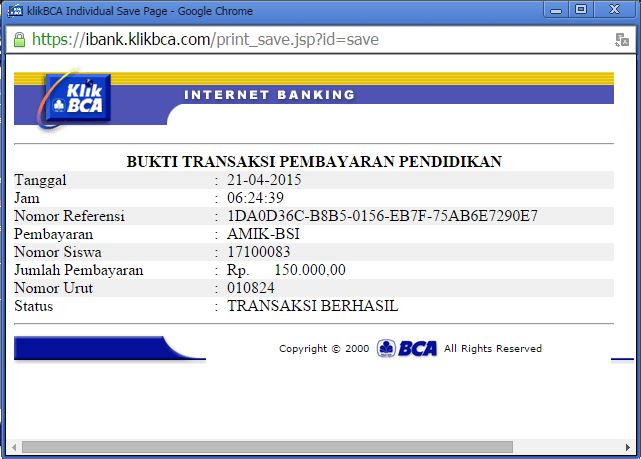 klikBCA Individual Save Page - Google Chrome
https://ibank.klikbca.com/print_save.jsp?id=save
Klik BCA
INTERNET BANKING
BUKTI TRANSAKSI PEMBAYARAN PENDIDIKAN
Tanggal : 21-04-2015
Jam : 06:24:39
Nomor Referensi : 1DA0D36C-B8B5-0156-EB7F-75AB6E7290E7
Pembayaran : AMIK-BSI
Nomor Siswa : 17100083
Jumlah Pembayaran : Rp. 150.000,00
Nomor Urut : 010824
Status : TRANSAKSI BERHASIL
Copyright © 2000 BCA All Rights Reserved